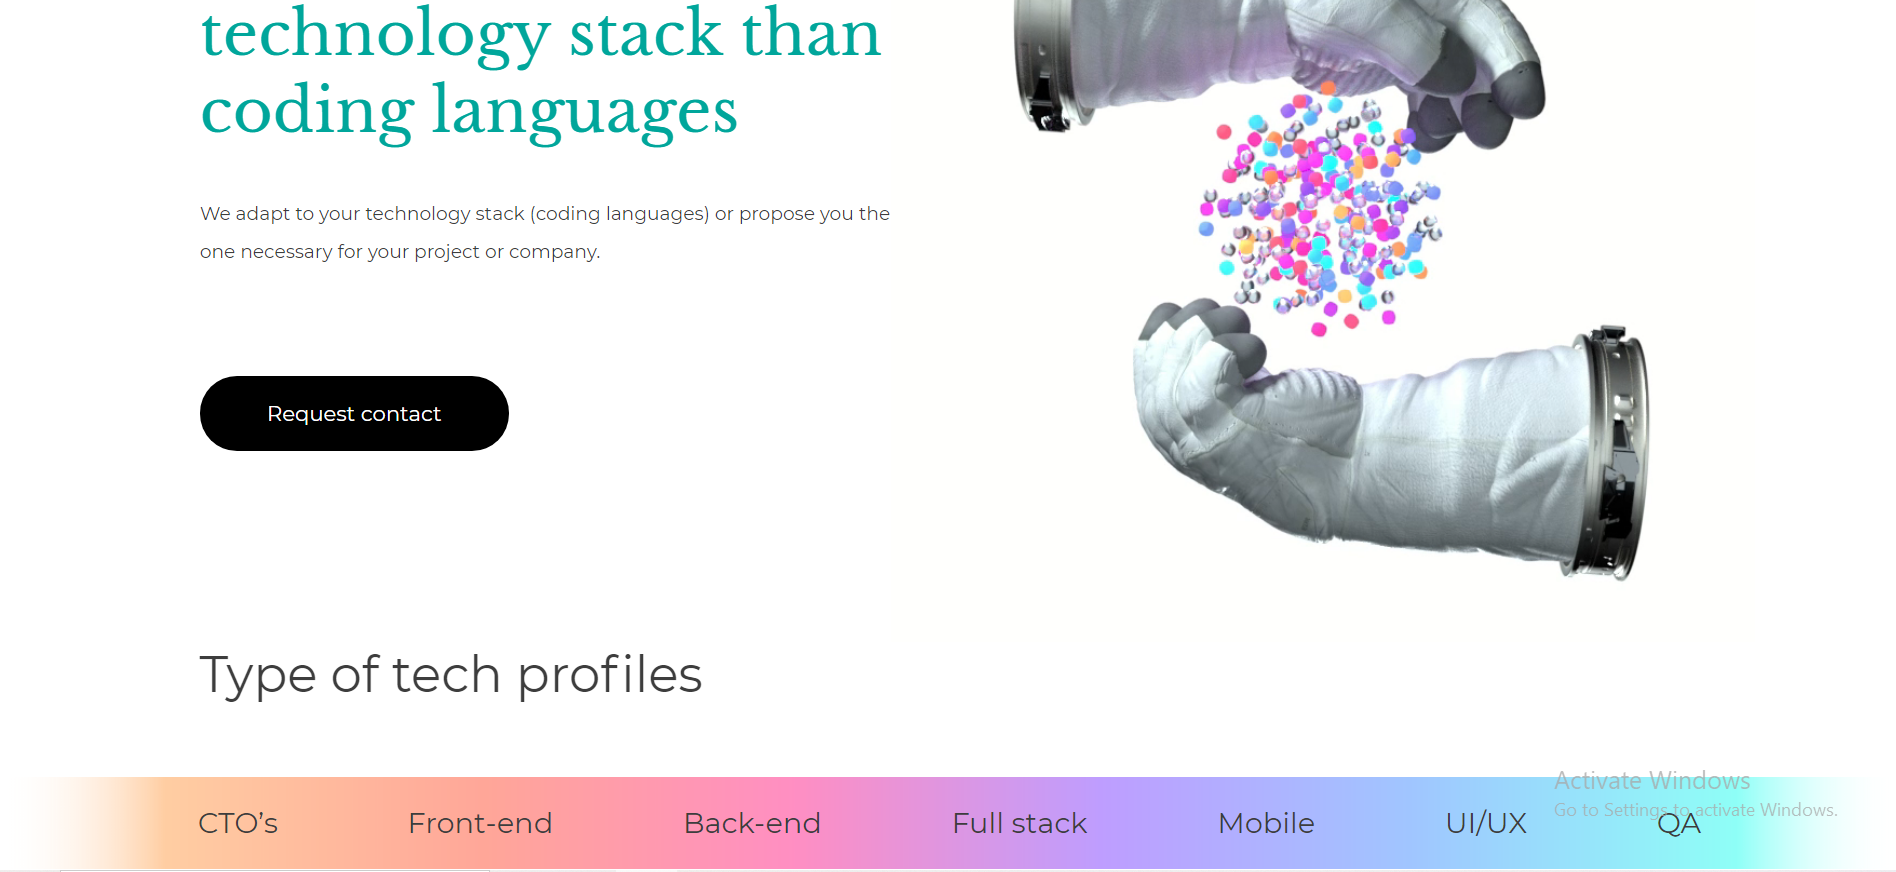 technology stack than
coding languages
We adapt to your technology stack (coding languages) or propose you the
one necessary for your project or company.
Request contact
Type of tech profiles
CTO’s Front-end Back-end Full stack Mobile UI/UX QA
Activate Windows
Go to Settings to activate Windows.